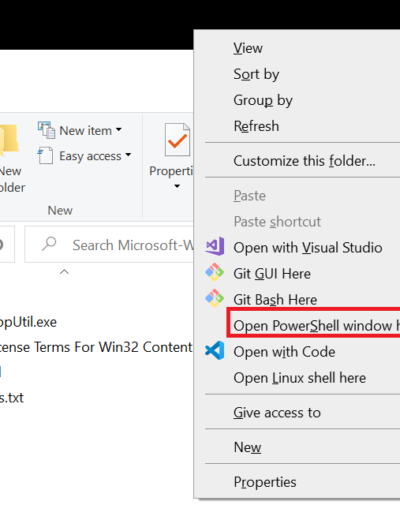 View
Sort by
Group by
Refresh
Customize this folder...
Paste
Paste shortcut
Open with Visual Studio
Git GUI Here
Git Bash Here
Open PowerShell window
Open with Code
Open Linux shell here
Give access to
New
Properties
New item
Easy access
New
older
Properti
New
Search Microsoft-W
opUtil.exe
ense Terms For Win32 Content
s.txt